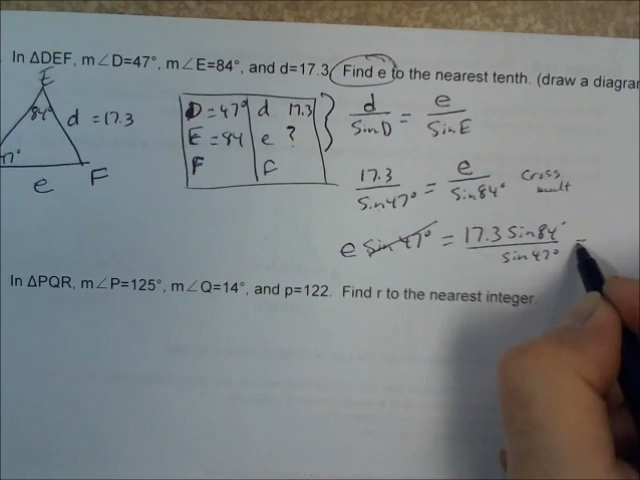 In ΔDEF, m∠D=47°, m∠E=84°, and d=17.3. Find e to the nearest tenth. (draw a diagra
E
84°
d = 17.3
47°
e
F
D = 47° d 17.3
E = 84 e ?
F F
d/sin D = e/sin E
17.3/sin 47° = e/sin 84° cross mult
e sin 47° = 17.3 sin 84°/sin 47° =
In ΔPQR, m∠P=125°, m∠Q=14°, and p=122. Find r to the nearest integer.